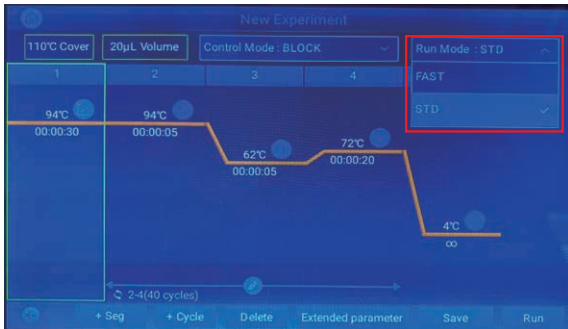 New Experiment
110℃ Cover
20μL Volume
Control Mode : BLOCK
Run Mode : STD
FAST
STD
1
2
3
4
94℃
00:00:30
94℃
00:00:05
62℃
00:00:05
72℃
00:00:20
4℃
∞
2-4(40 cycles)
+ Seg
+ Cycle
Delete
Extended parameter
Save
Run